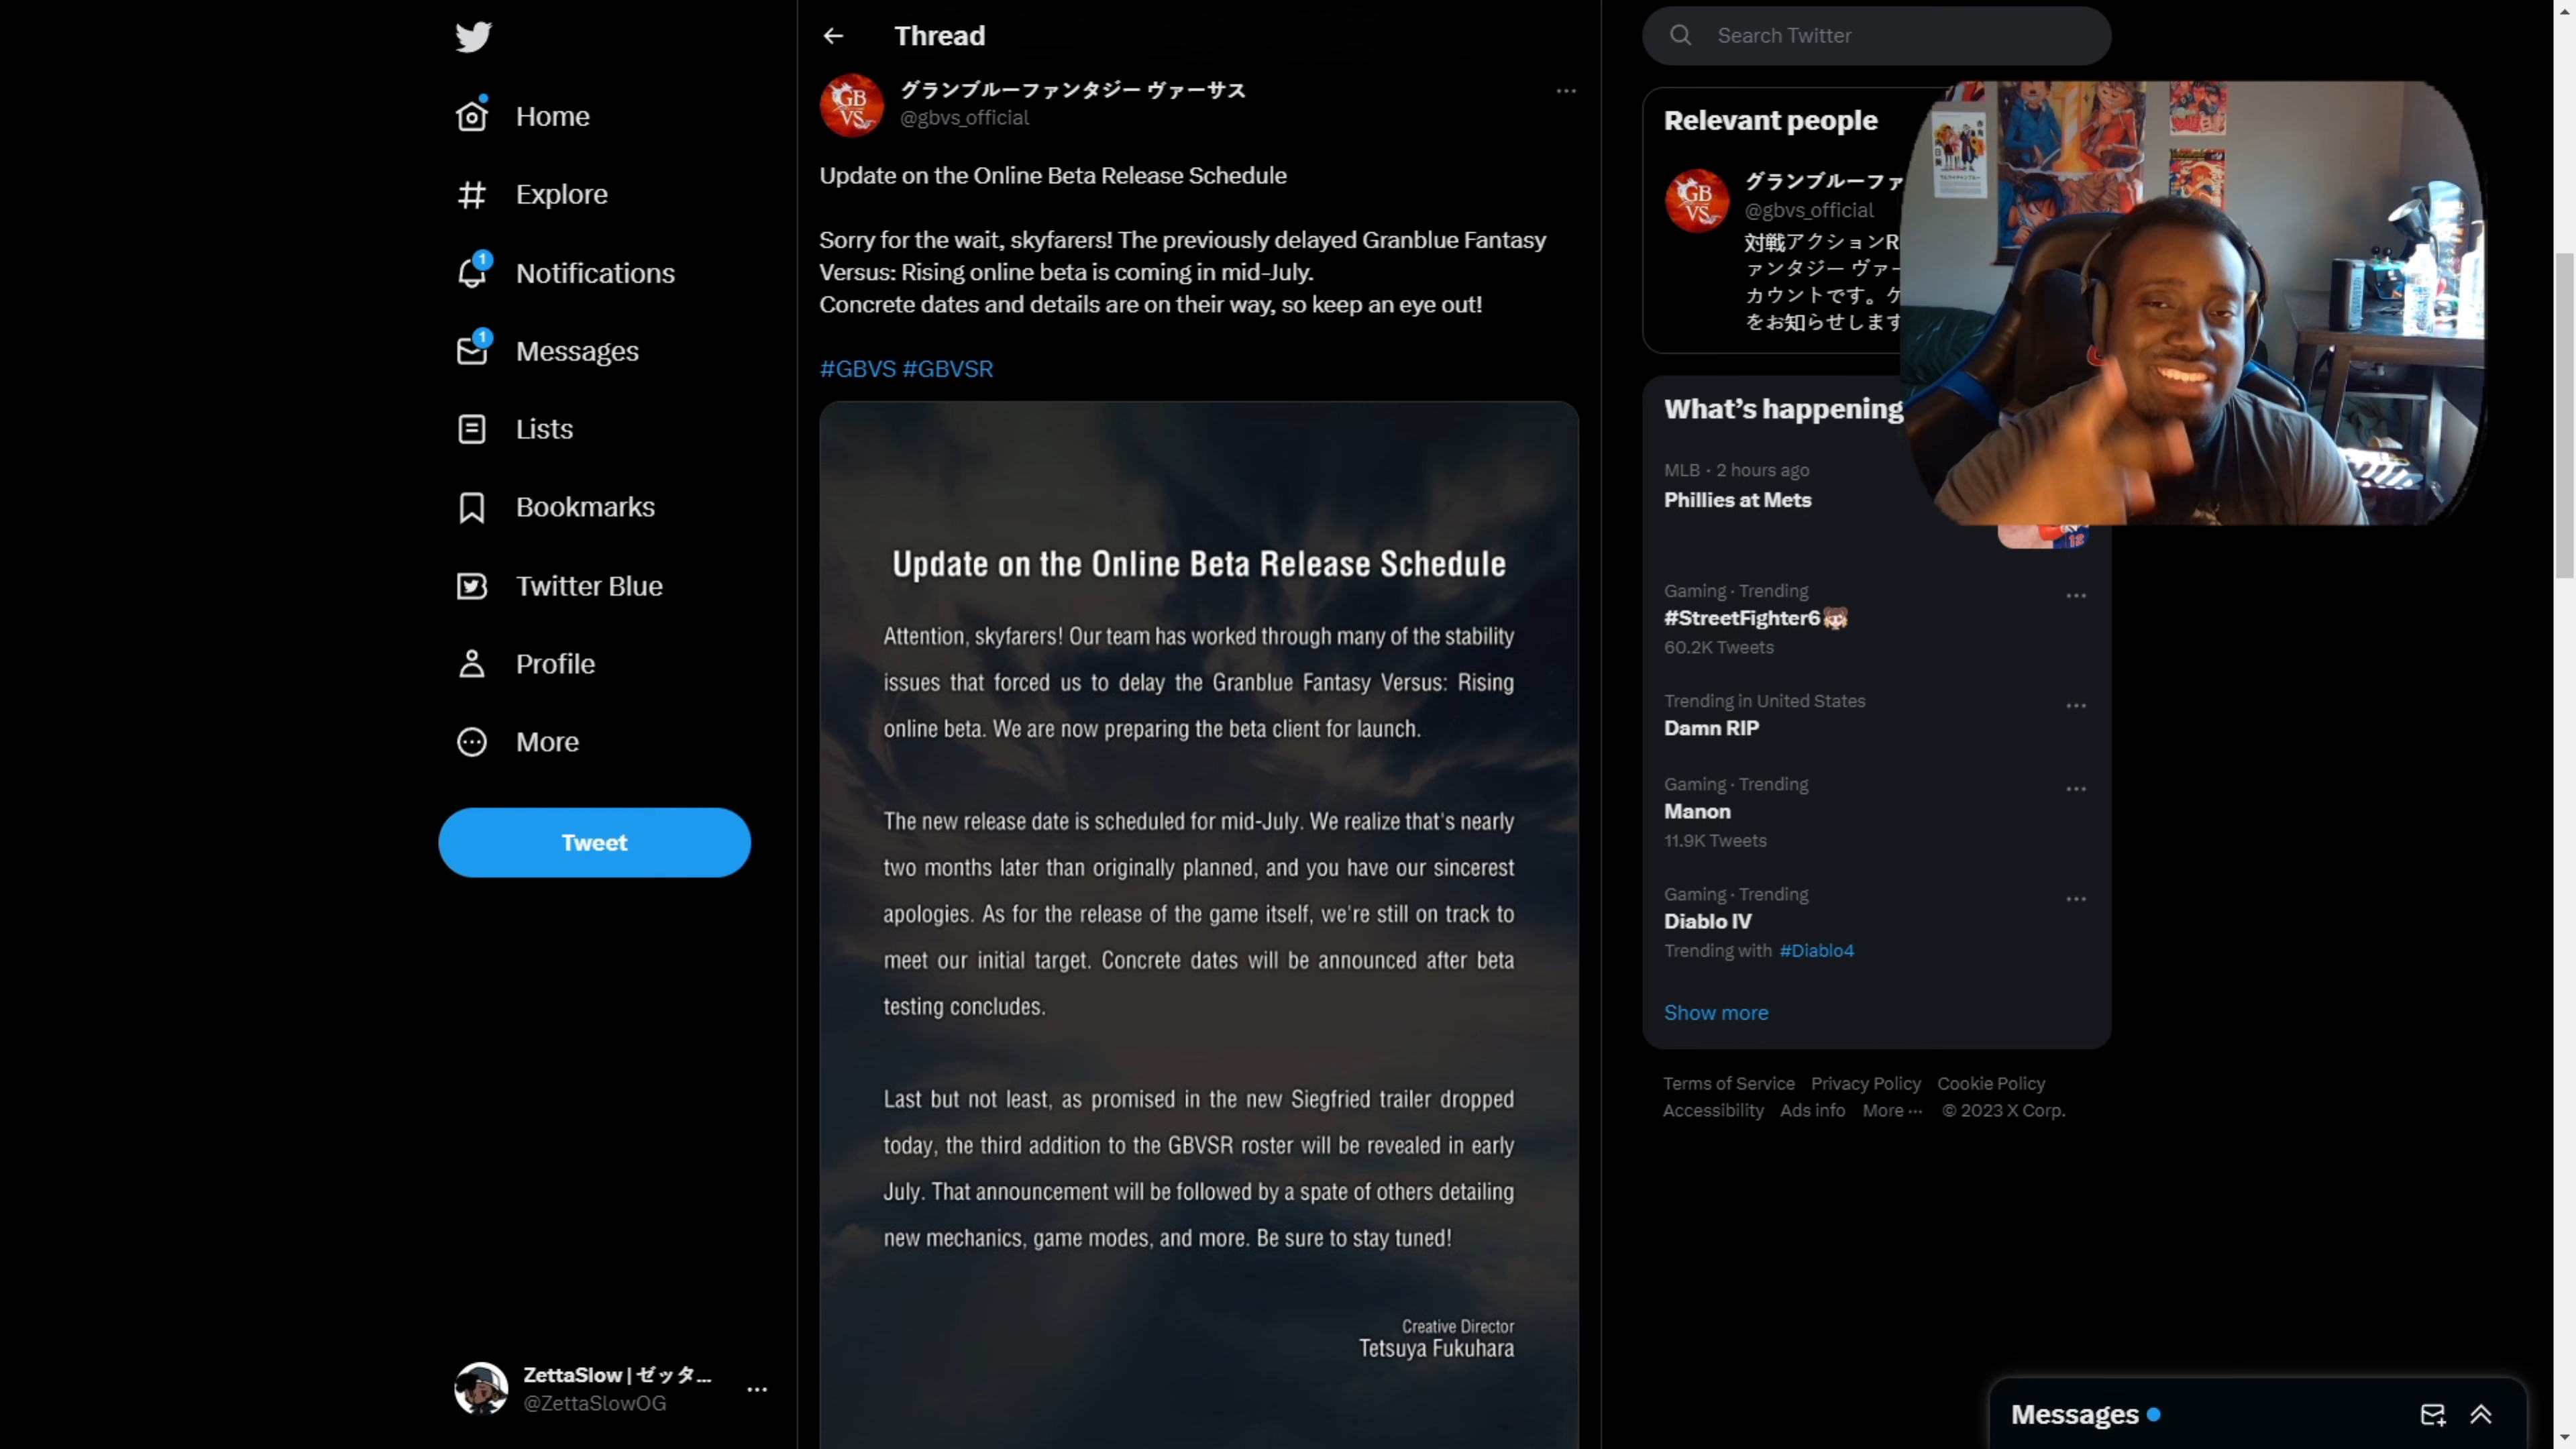 Home
Explore
1
Notifications
1
Messages
Lists
Bookmarks
Twitter Blue
Profile
More
Tweet
ZettaSlow | ゼッタ...
@ZettaSlowOG
Thread
GB
VS
グランブルーファンタジー ヴァーサス
@gbvs_official
Update on the Online Beta Release Schedule
Sorry for the wait, skyfarers! The previously delayed Granblue Fantasy
Versus: Rising online beta is coming in mid-July.
Concrete dates and details are on their way, so keep an eye out!
#GBVS #GBVSR
Update on the Online Beta Release Schedule
Attention, skyfarers! Our team has worked through many of the stability
issues that forced us to delay the Granblue Fantasy Versus: Rising
online beta. We are now preparing the beta client for launch.
The new release date is scheduled for mid-July. We realize that's nearly
two months later than originally planned, and you have our sincerest
apologies. As for the release of the game itself, we're still on track to
meet our initial target. Concrete dates will be announced after beta
testing concludes.
Last but not least, as promised in the new Siegfried trailer dropped
today, the third addition to the GBVSR roster will be revealed in early
July. That announcement will be followed by a spate of others detailing
new mechanics, game modes, and more. Be sure to stay tuned!
Creative Director
Tetsuya Fukuhara
Search Twitter
Relevant people
GB
VS
グランブルーファ
@gbvs_official
対戦アクションR
ァンタジー ヴァー
カウントです。ゲ
をお知らせします
What's happening
MLB · 2 hours ago
Phillies at Mets
12
Gaming · Trending
#StreetFighter6
60.2K Tweets
Trending in United States
Damn RIP
Gaming · Trending
Manon
11.9K Tweets
Gaming · Trending
Diablo IV
Trending with #Diablo4
Show more
Terms of Service Privacy Policy Cookie Policy
Accessibility Ads info More ··· © 2023 X Corp.
Messages